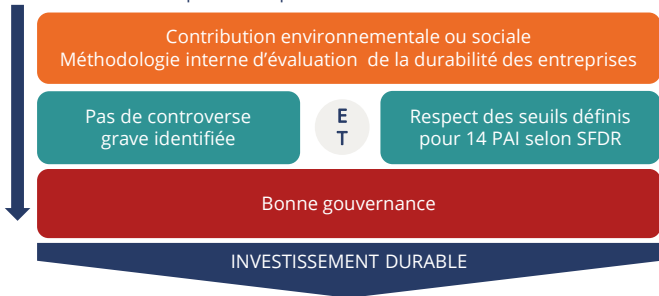 Contribution environnementale ou sociale
Méthodologie interne d’évaluation de la durabilité des entreprises
Pas de controverse
grave identifiée
E
T
Respect des seuils définis
pour 14 PAI selon SFDR
Bonne gouvernance
INVESTISSEMENT DURABLE